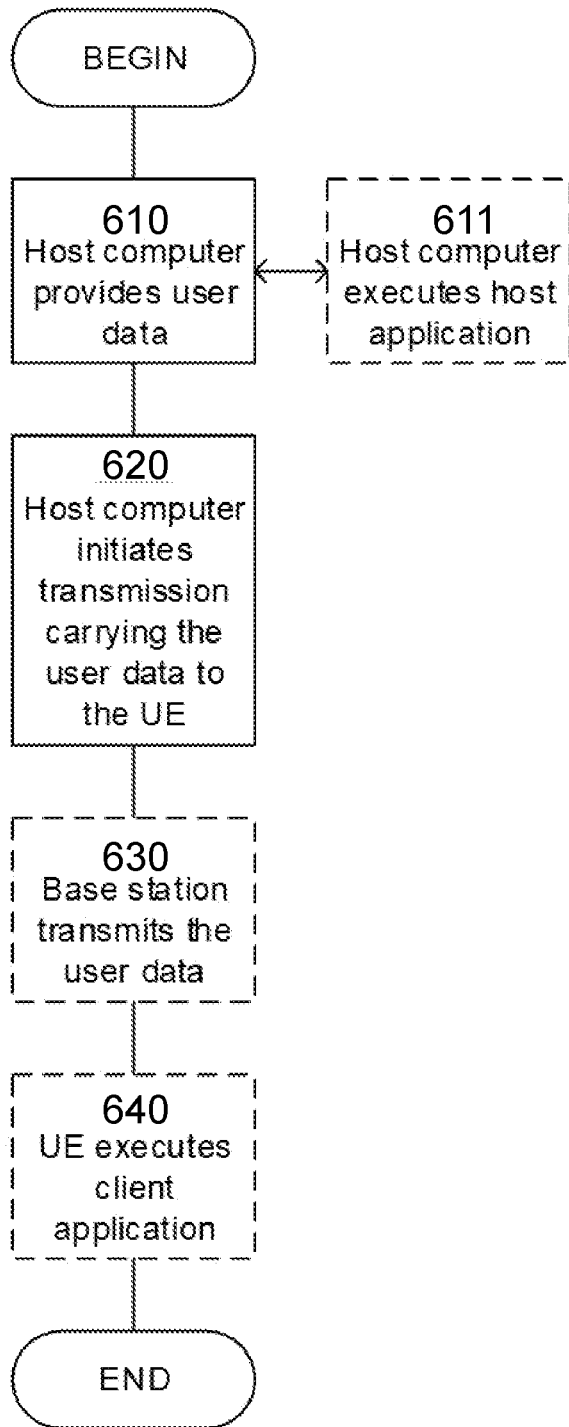 BEGIN
610
Host computer
provides user
data
611
Host computer
executes host
application
620
Host computer
initiates
transmission
carrying the
user data to
the UE
630
Base station
transmits the
user data
640
UE executes
client
application
END